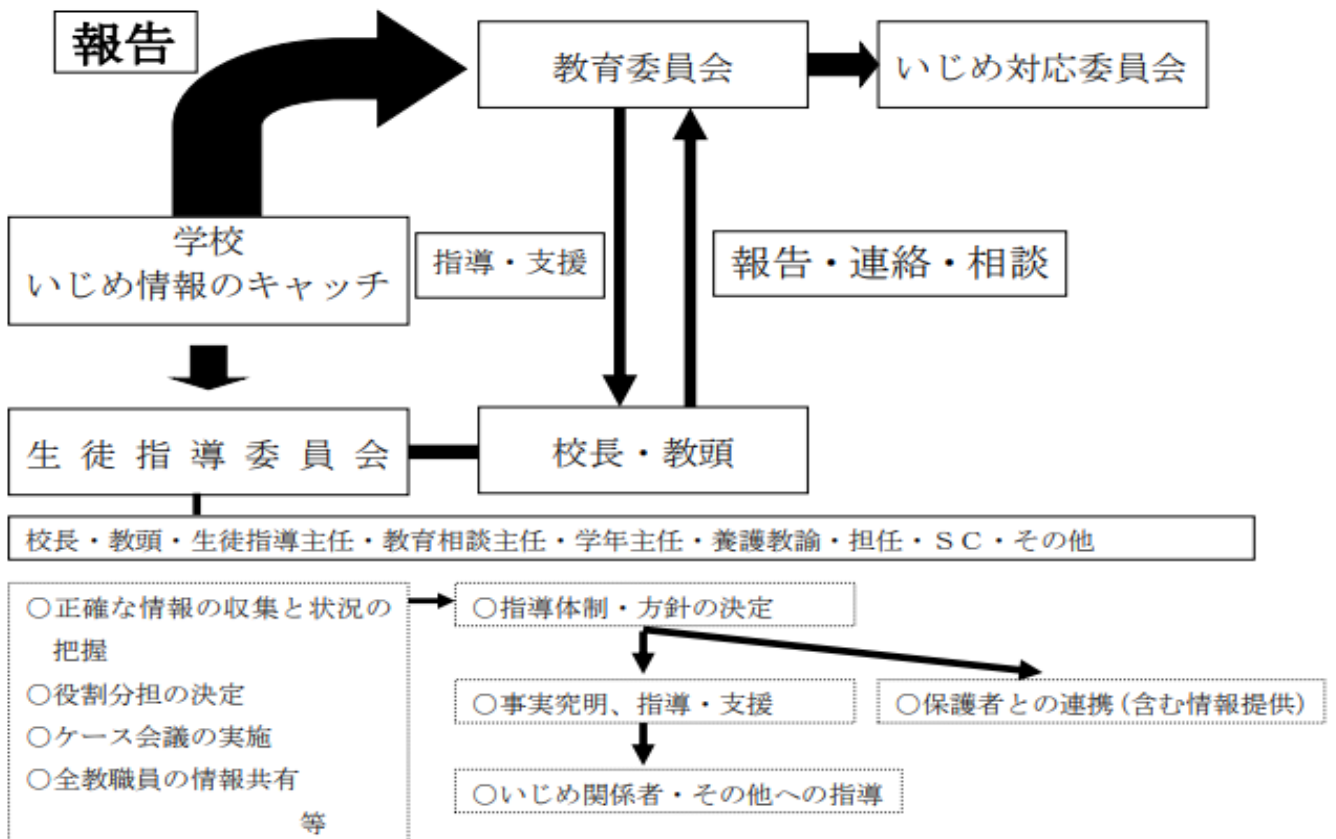 報告
教育委員会
いじめ対応委員会
学校
いじめ情報のキャッチ
指導・支援
報告・連絡・相談
生徒指導委員会
校長・教頭
校長・教頭・生徒指導主任・教育相談主任・学年主任・養護教諭・担任・ＳＣ・その他
○正確な情報の収集と状況の
把握
○役割分担の決定
○ケース会議の実施
○全教職員の情報共有
等
○指導体制・方針の決定
○事実究明、指導・支援
○保護者との連携(含む情報提供)
○いじめ関係者・その他への指導